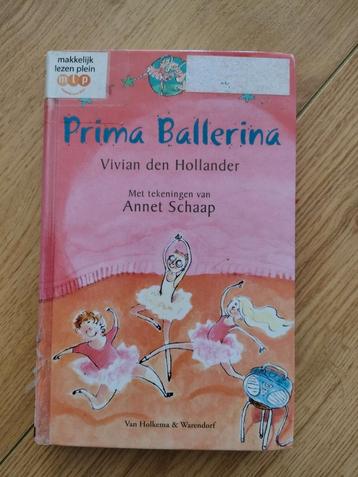 makkelijk
lezen plein
mlp
Prima Ballerina
Vivian den Hollander
Met tekeningen van
Annet Schaap
Van Holkema & Warendorf